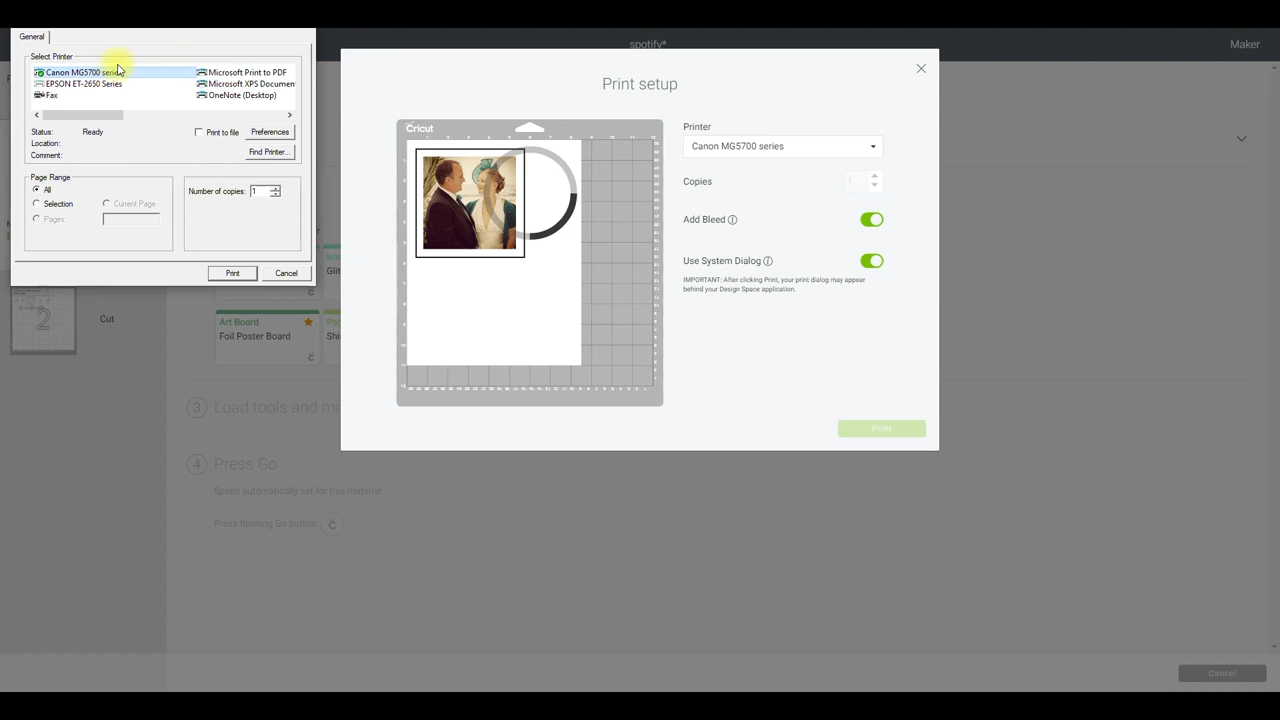 General
Select Printer
Canon MG5700 series
EPSON ET-2650 Series
Fax
Microsoft Print to PDF
Microsoft XPS Documen
OneNote (Desktop)
Status: Ready
Location:
Comment:
Print to file
Preferences
Find Printer...
Page Range
All
Selection
Current Page
Pages:
Number of copies: 1
Print
Cancel
spotify*
Maker
Print setup
Cricut
Printer
Canon MG5700 series
Copies
1
Add Bleed
Use System Dialog
IMPORTANT: After clicking Print, your print dialog may appear
behind your Design Space application.
Print
2
Cut
Art Board
Foil Poster Board
Glit
Shi
3 Load tools and ma
4 Press Go
Speed automatically set for this material.
Press flashing Go button.
Cancel